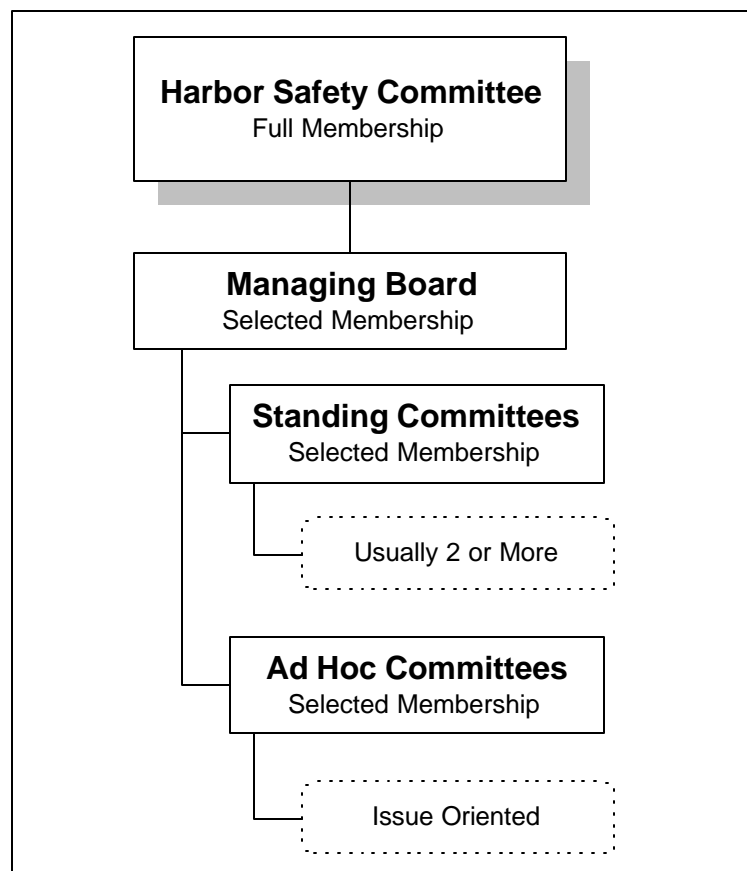 Harbor Safety Committee
Full Membership
Managing Board
Selected Membership
Standing Committees
Selected Membership
Usually 2 or More
Ad Hoc Committees
Selected Membership
Issue Oriented